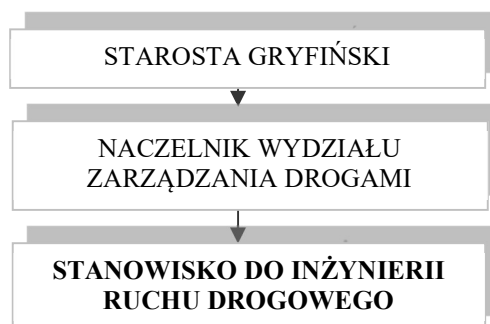 STAROSTA GRYFIŃSKI
NACZELNIK WYDZIAŁU
ZARZĄDZANIA DROGAMI
STANOWISKO DO INŻYNIERII
RUCHU DROGOWEGO